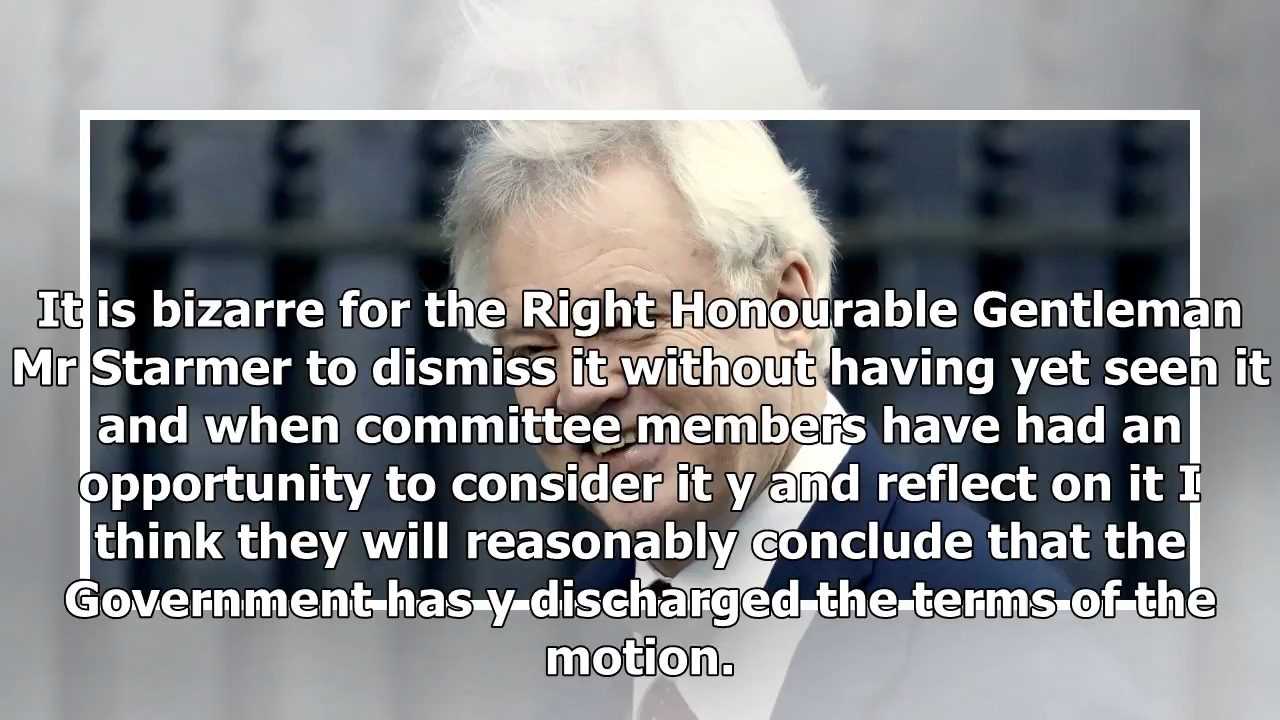 It is bizarre for the Right Honourable Gentleman
Mr Starmer to dismiss it without having yet seen it
and when committee members have had an
opportunity to consider it y and reflect on it I
think they will reasonably conclude that the
Government has y discharged the terms of the
motion.